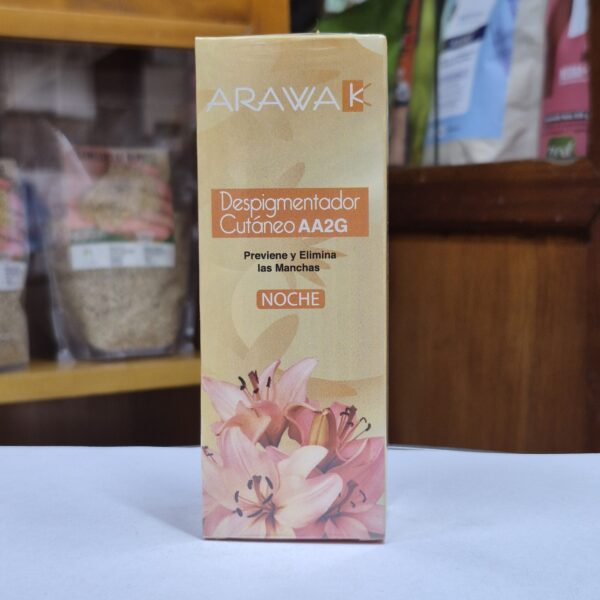 ARAWAK
Despigmentador
Cutáneo AA2G
Previene y Elimina
las Manchas
NOCHE